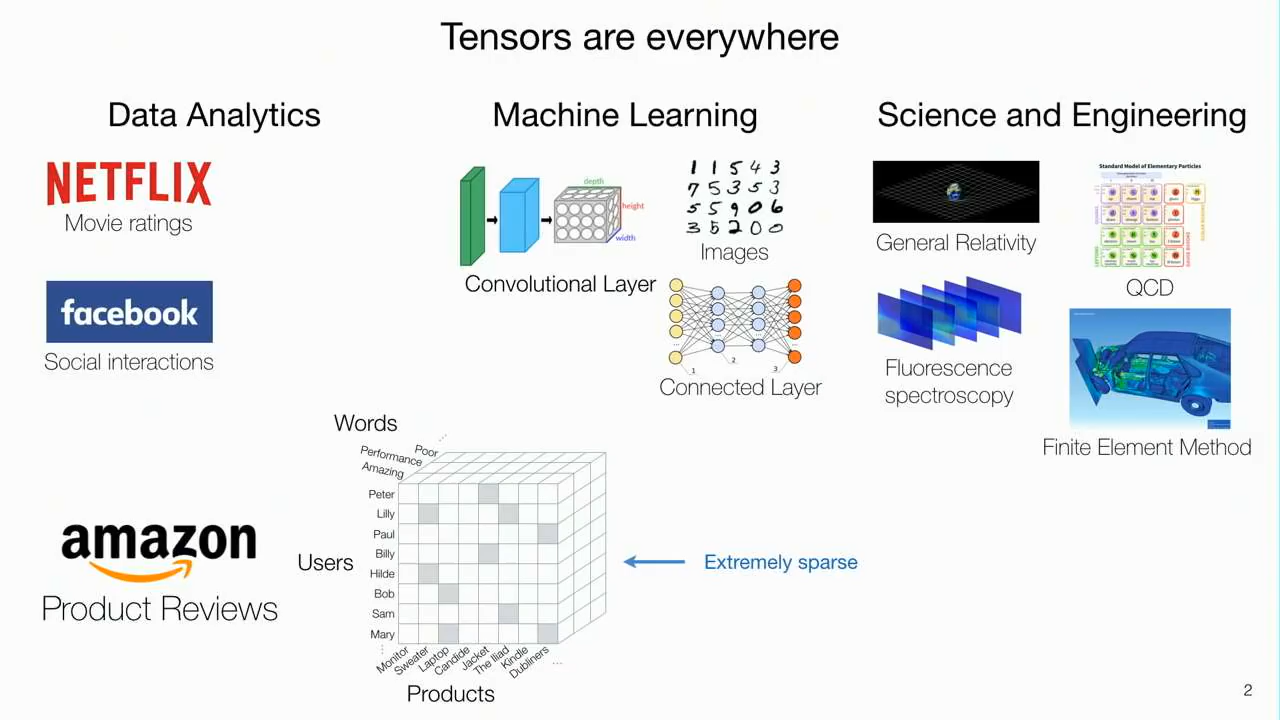 Tensors are everywhere
Data Analytics
NETFLIX
Movie ratings
facebook
Social interactions
amazon
Product Reviews
Words
Poor
Performance
Amazing
Users
Peter
Lilly
Paul
Billy
Hilde
Bob
Sam
Mary
Monitor
Sweater
Laptop
Candide
Jacket
The Iliad
Kindle
Dubliners
Products
Extremely sparse
Machine Learning
depth
height
width
Convolutional Layer
1 1 5 4 3
7 5 3 5 3
5 5 9 0 6
3 5 2 0 0
Images
1
2
3
Connected Layer
Science and Engineering
General Relativity
Standard Model of Elementary Particles
QCD
Fluorescence
spectroscopy
Finite Element Method
2